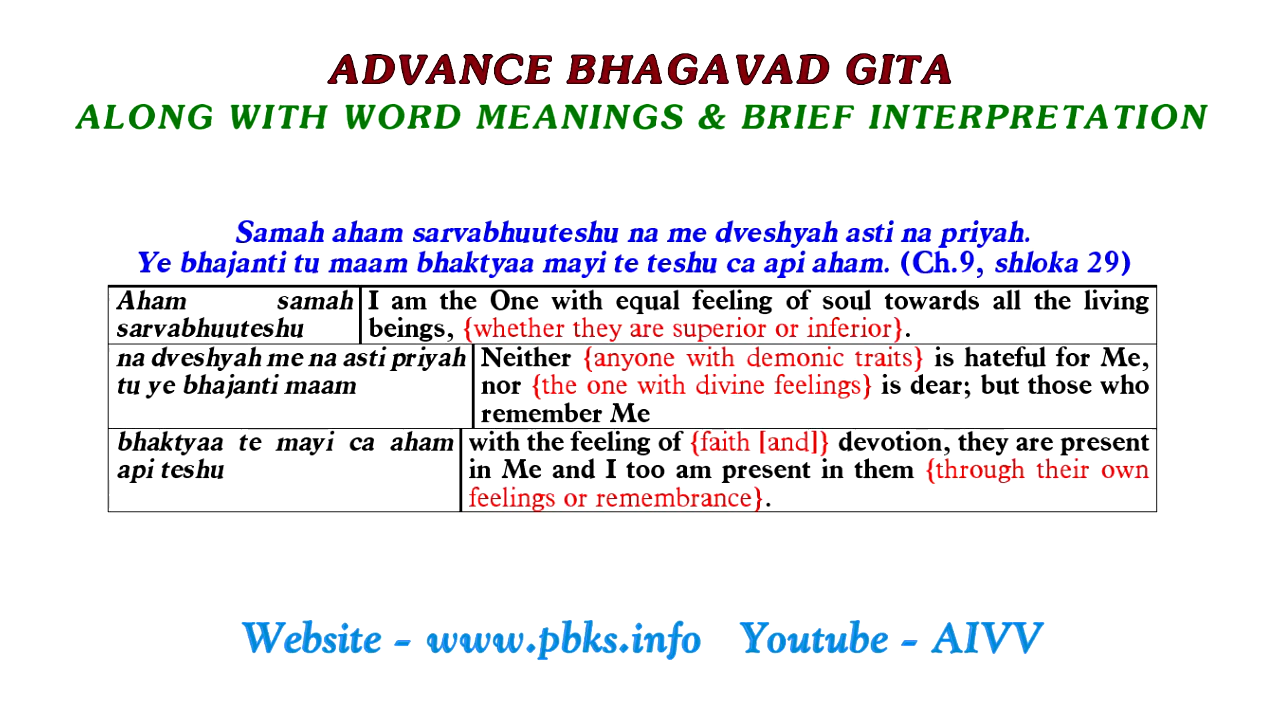 ADVANCE BHAGAVAD GITA
ALONG WITH WORD MEANINGS & BRIEF INTERPRETATION
Samah aham sarvabhuuteshu na me dveshyah asti na priyah.
Ye bhajanti tu maam bhaktyaa mayi te teshu ca api aham. (Ch.9, shloka 29)
Aham samah
sarvabhuuteshu
I am the One with equal feeling of soul towards all the living
beings, {whether they are superior or inferior}.
na dveshyah me na asti priyah
tu ye bhajanti maam
Neither {anyone with demonic traits} is hateful for Me,
nor {the one with divine feelings} is dear; but those who
remember Me
bhaktyaa te mayi ca aham
api teshu
with the feeling of {faith [and]} devotion, they are present
in Me and I too am present in them {through their own
feelings or remembrance}.
Website - www.pbks.info Youtube - AIVV